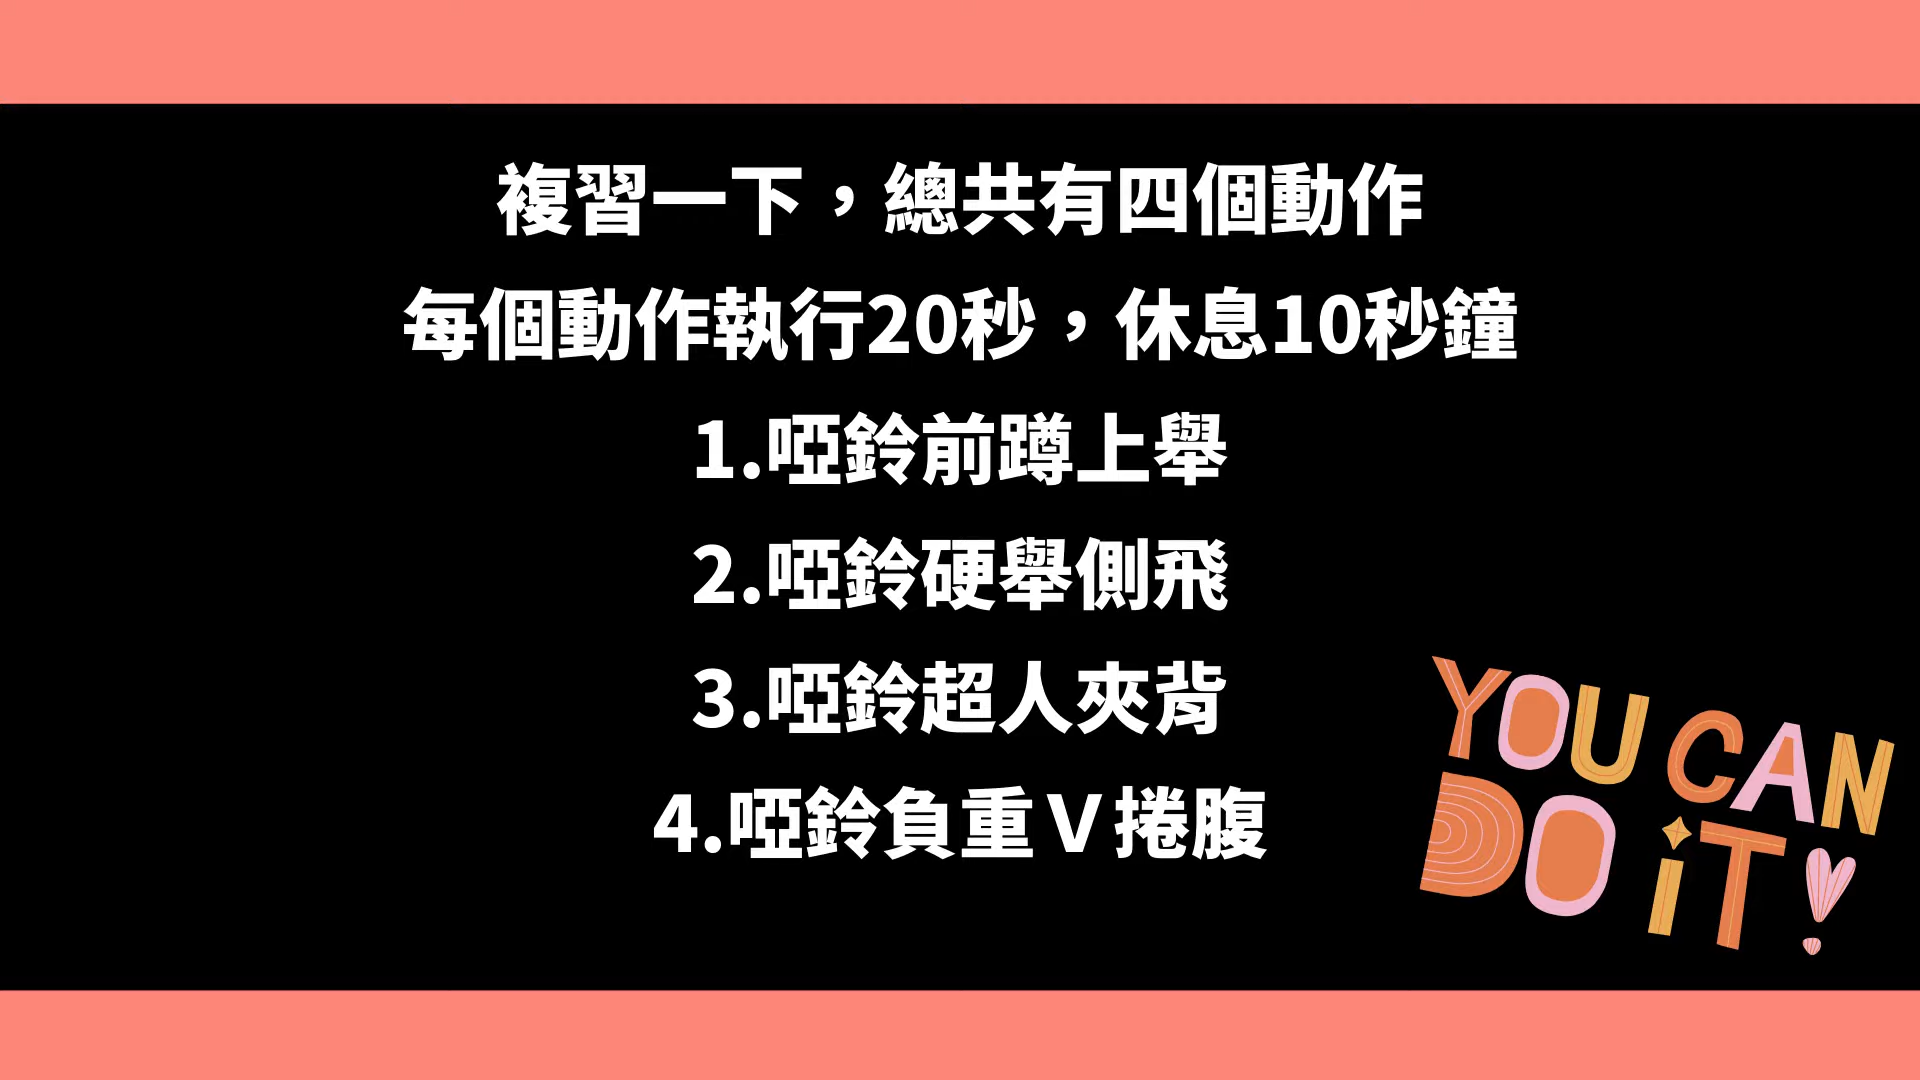 複習一下，總共有四個動作
每個動作執行20秒，休息10秒鐘
1.啞鈴前蹲上舉
2.啞鈴硬舉側飛
3.啞鈴超人夾背
4.啞鈴負重Ｖ捲腹
YOU CAN
DO iT!